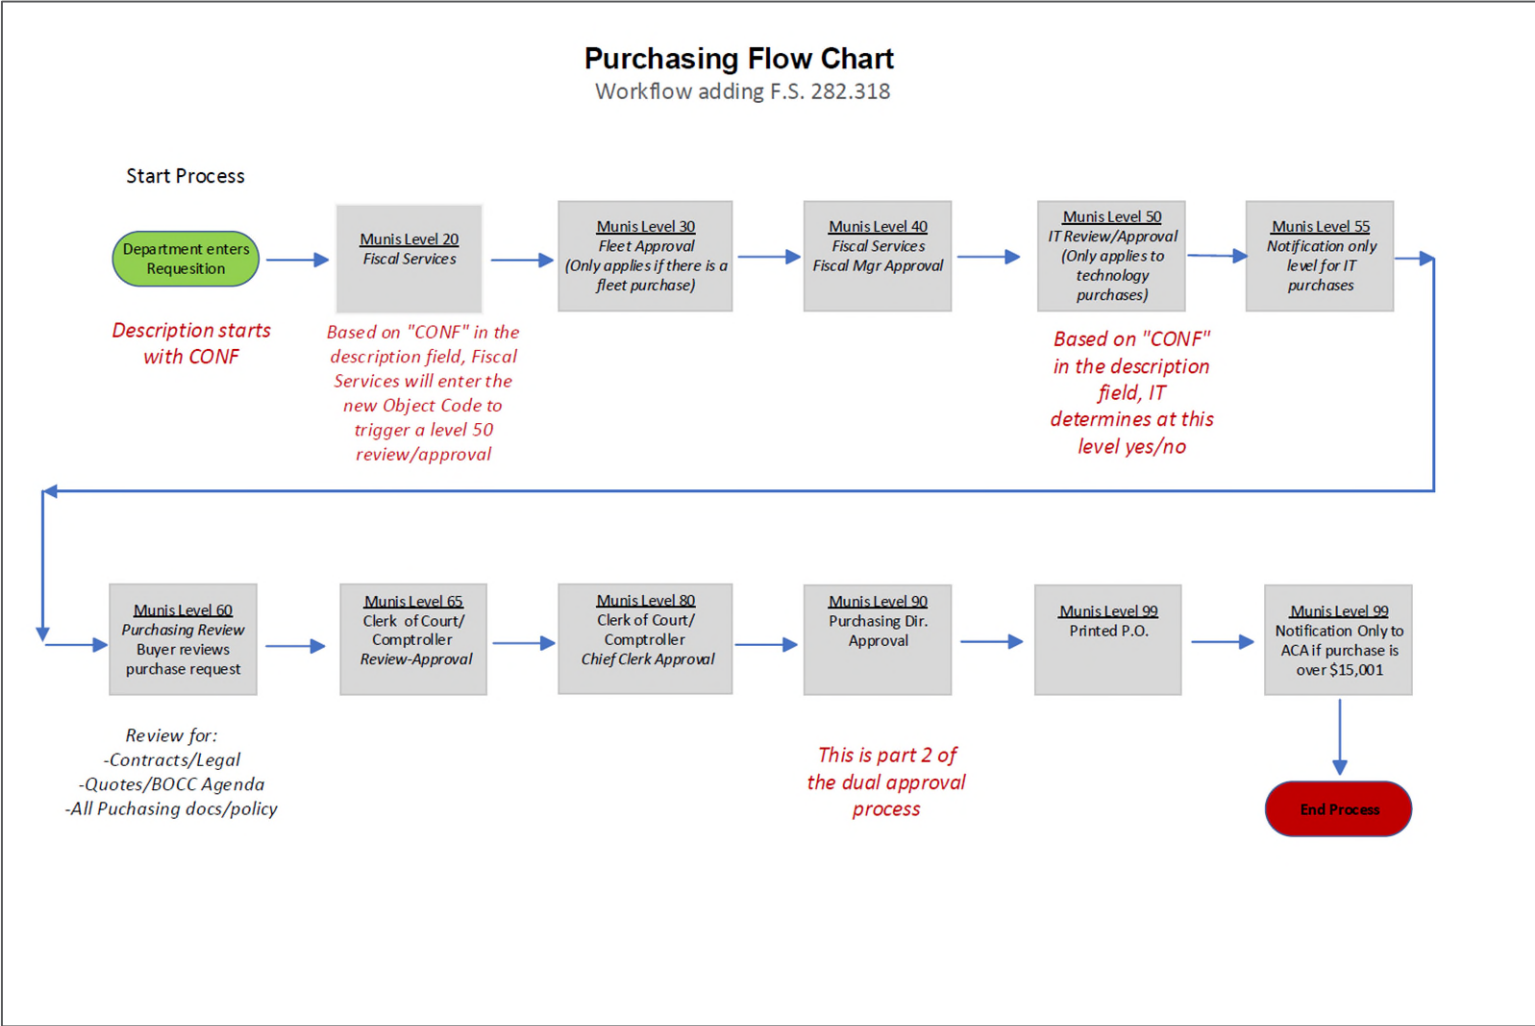 Purchasing Flow Chart
Workflow adding F.S. 282.318
Start Process
Department enters
Requesition
Description starts
with CONF
Munis Level 20
Fiscal Services
Based on "CONF" in the
description field, Fiscal
Services will enter the
new Object Code to
trigger a level 50
review/approval
Munis Level 30
Fleet Approval
(Only applies if there is a
fleet purchase)
Munis Level 40
Fiscal Services
Fiscal Mgr Approval
Munis Level 50
IT Review/Approval
(Only applies to
technology
purchases)
Based on "CONF"
in the description
field, IT
determines at this
level yes/no
Munis Level 55
Notification only
level for IT
purchases
Munis Level 60
Purchasing Review
Buyer reviews
purchase request
Review for:
-Contracts/Legal
-Quotes/BOCC Agenda
-All Puchasing docs/policy
Munis Level 65
Clerk of Court/
Comptroller
Review-Approval
Munis Level 80
Clerk of Court/
Comptroller
Chief Clerk Approval
Munis Level 90
Purchasing Dir.
Approval
This is part 2 of
the dual approval
process
Munis Level 99
Printed P.O.
Munis Level 99
Notification Only to
ACA if purchase is
over $15,001
End Process